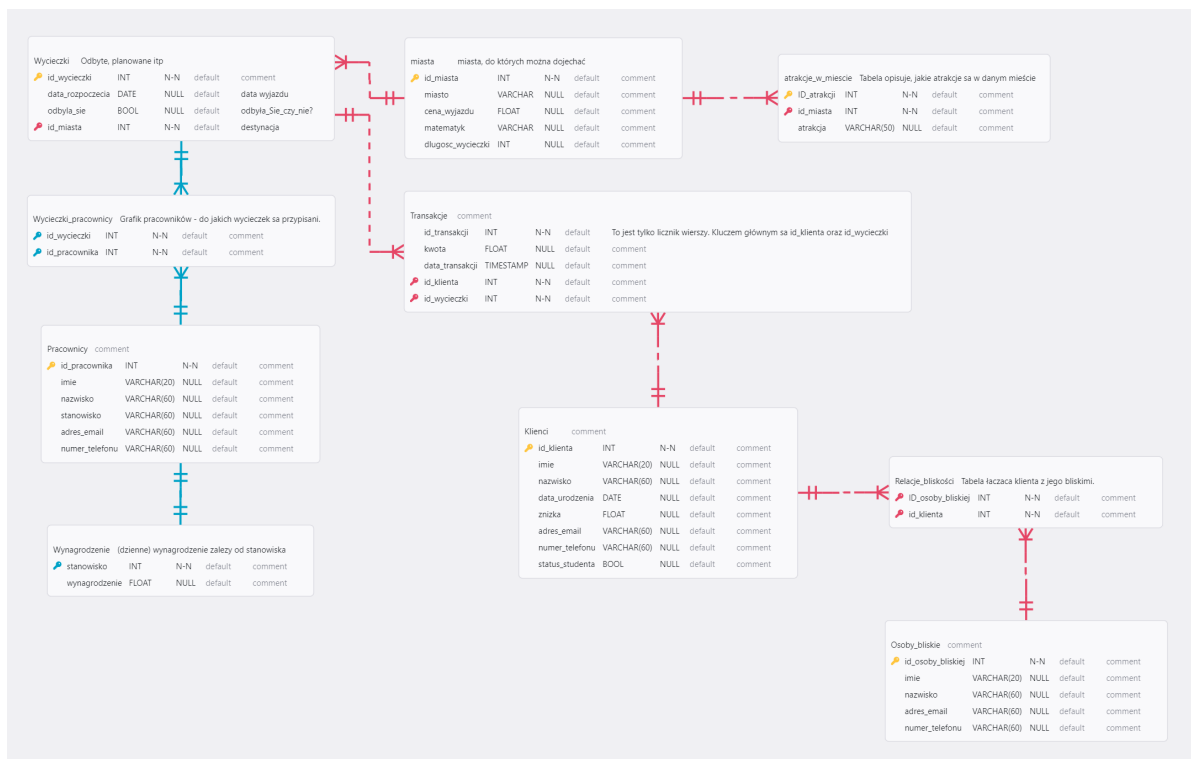 Wycieczki Odbyte, planowane itp
id_wycieczki INT N-N default comment
data_rozpoczecia DATE NULL default data wyjazdu
odbyla_sie BOOL NULL default odbyła_Sie_czy_nie?
id_miasta INT N-N default destynacja
miasta miasta, do których można dojechać
id_miasta INT N-N default comment
miasto VARCHAR NULL default comment
cena_wyjazdu FLOAT NULL default comment
matematyk VARCHAR NULL default comment
dlugosc_wycieczki INT NULL default comment
atrakcje_w_miescie Tabela opisuje, jakie atrakcje sa w danym mieście
ID_atrakcji INT N-N default comment
id_miasta INT N-N default comment
atrakcja VARCHAR(50) NULL default comment
Wycieczki_pracownicy Grafik pracowników - do jakich wycieczek sa przypisani.
id_wycieczki INT N-N default comment
id_pracownika INT N-N default comment
Transakcje comment
id_transakcji INT N-N default To jest tylko licznik wierszy. Kluczem głównym sa id_klienta oraz id_wycieczki
kwota FLOAT NULL default comment
data_transakcji TIMESTAMP NULL default comment
id_klienta INT N-N default comment
id_wycieczki INT N-N default comment
Pracownicy comment
id_pracownika INT N-N default comment
imie VARCHAR(20) NULL default comment
nazwisko VARCHAR(60) NULL default comment
stanowisko VARCHAR(60) NULL default comment
adres_email VARCHAR(60) NULL default comment
numer_telefonu VARCHAR(60) NULL default comment
Klienci comment
id_klienta INT N-N default comment
imie VARCHAR(20) NULL default comment
nazwisko VARCHAR(60) NULL default comment
data_urodzenia DATE NULL default comment
znizka FLOAT NULL default comment
adres_email VARCHAR(60) NULL default comment
numer_telefonu VARCHAR(60) NULL default comment
status_studenta BOOL NULL default comment
Relacje_bliskości Tabela łaczaca klienta z jego bliskimi.
ID_osoby_bliskiej INT N-N default comment
id_klienta INT N-N default comment
Wynagrodzenie (dzienne) wynagrodzenie zalezy od stanowiska
stanowisko INT N-N default comment
wynagrodzenie FLOAT NULL default comment
Osoby_bliskie comment
id_osoby_bliskiej INT N-N default comment
imie VARCHAR(20) NULL default comment
nazwisko VARCHAR(60) NULL default comment
adres_email VARCHAR(60) NULL default comment
numer_telefonu VARCHAR(60) NULL default comment